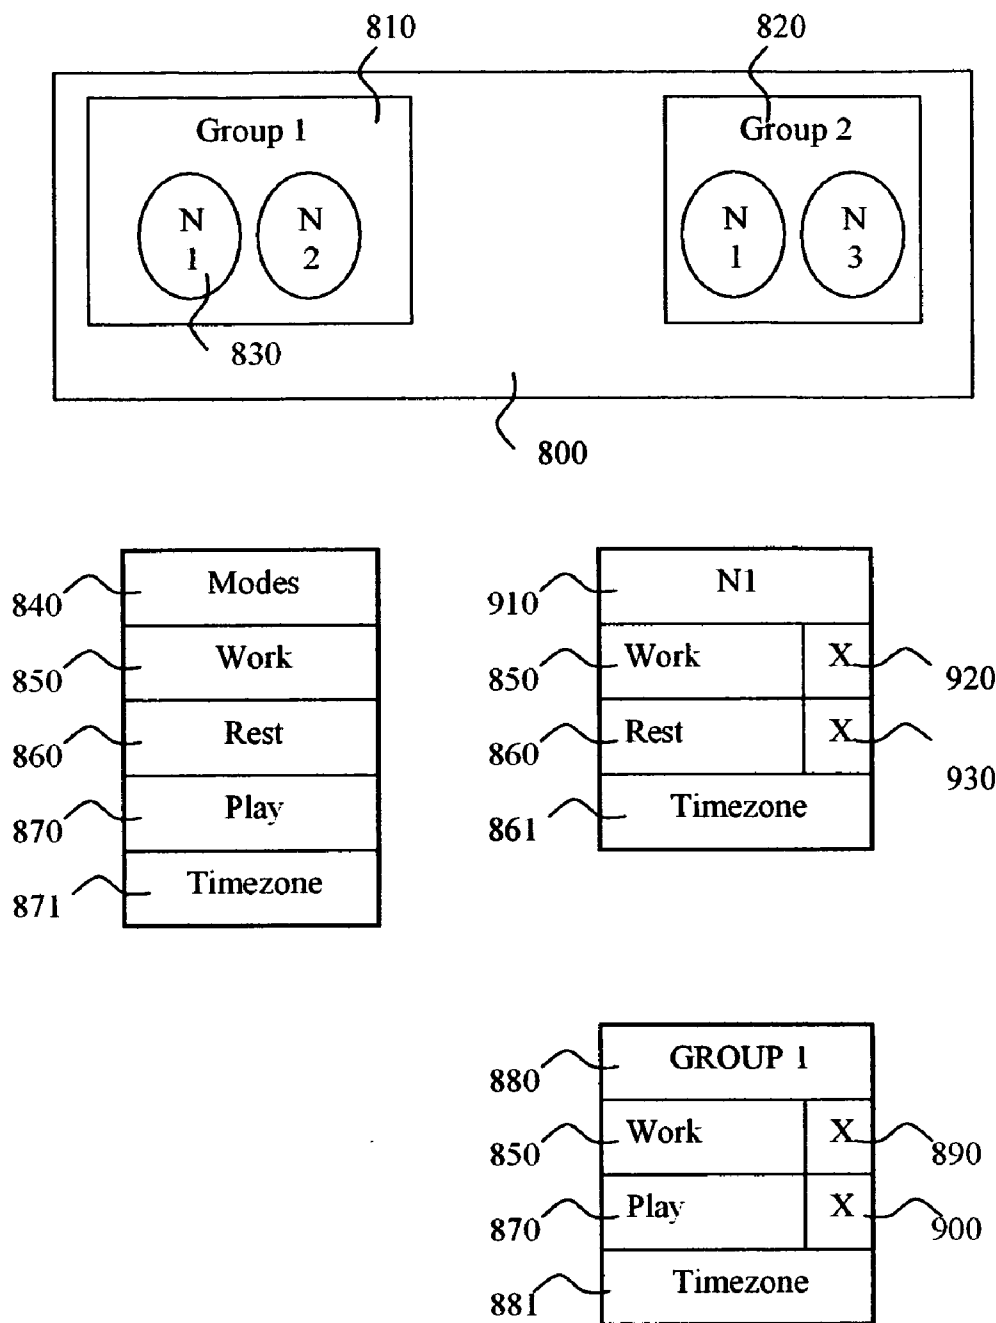 810 820
Group 1 Group 2
N N N N
1 2 1 3
830
800
Modes N1
840 910
Work Work X
850 850 920
Rest Rest X
860 860 930
Play Timezone
870 861
Timezone
871
GROUP 1
880
Work X
850 890
Play X
870 900
Timezone
881